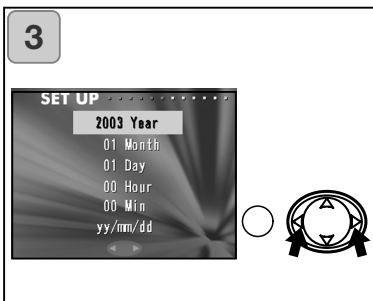 3
SET UP
2003 Year
01 Month
01 Day
00 Hour
00 Min
yy/mm/dd